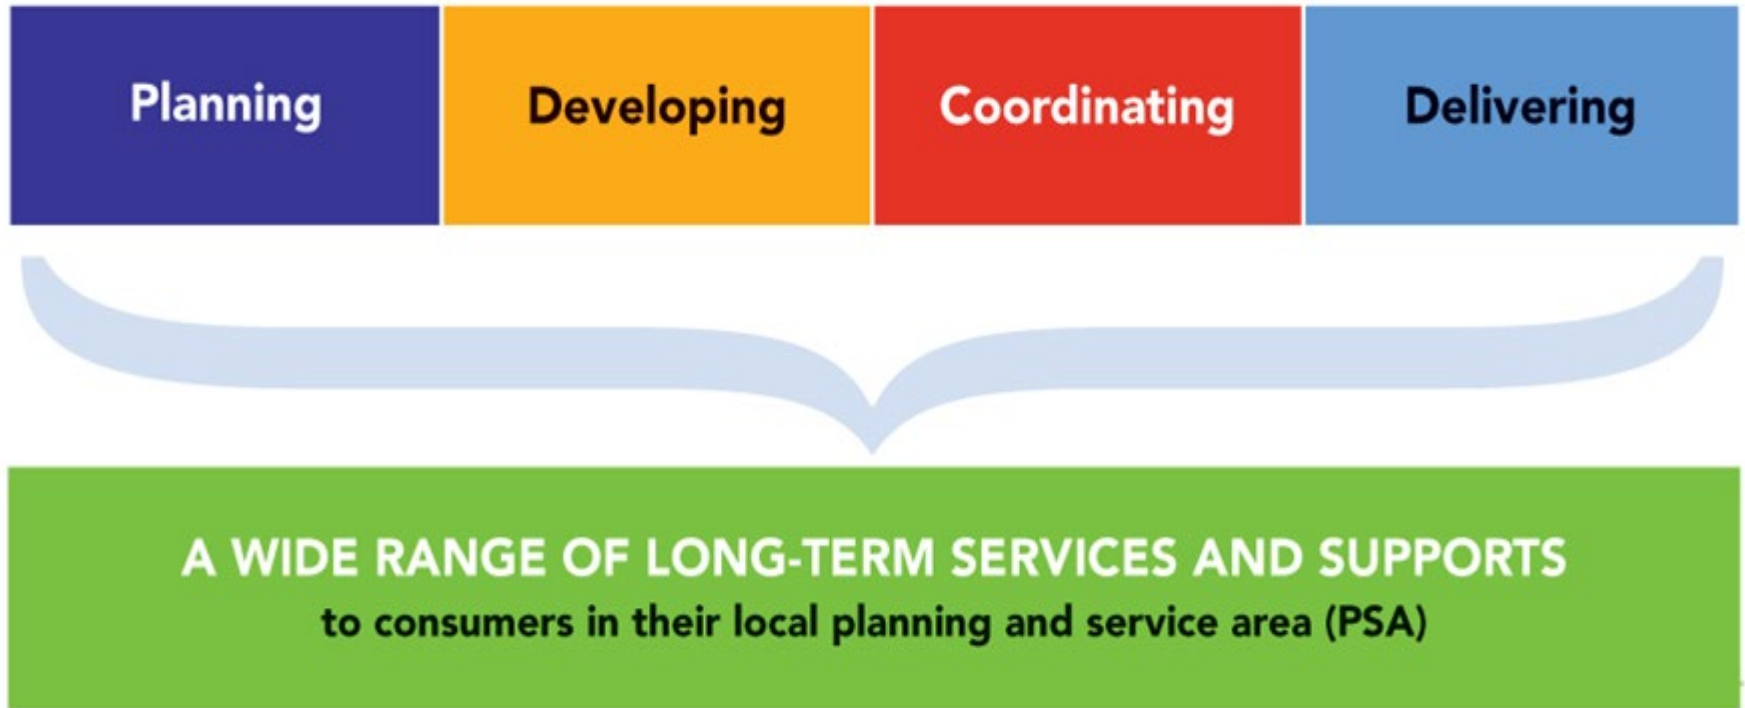 Planning
Developing
Coordinating
Delivering
A WIDE RANGE OF LONG-TERM SERVICES AND SUPPORTS
to consumers in their local planning and service area (PSA)